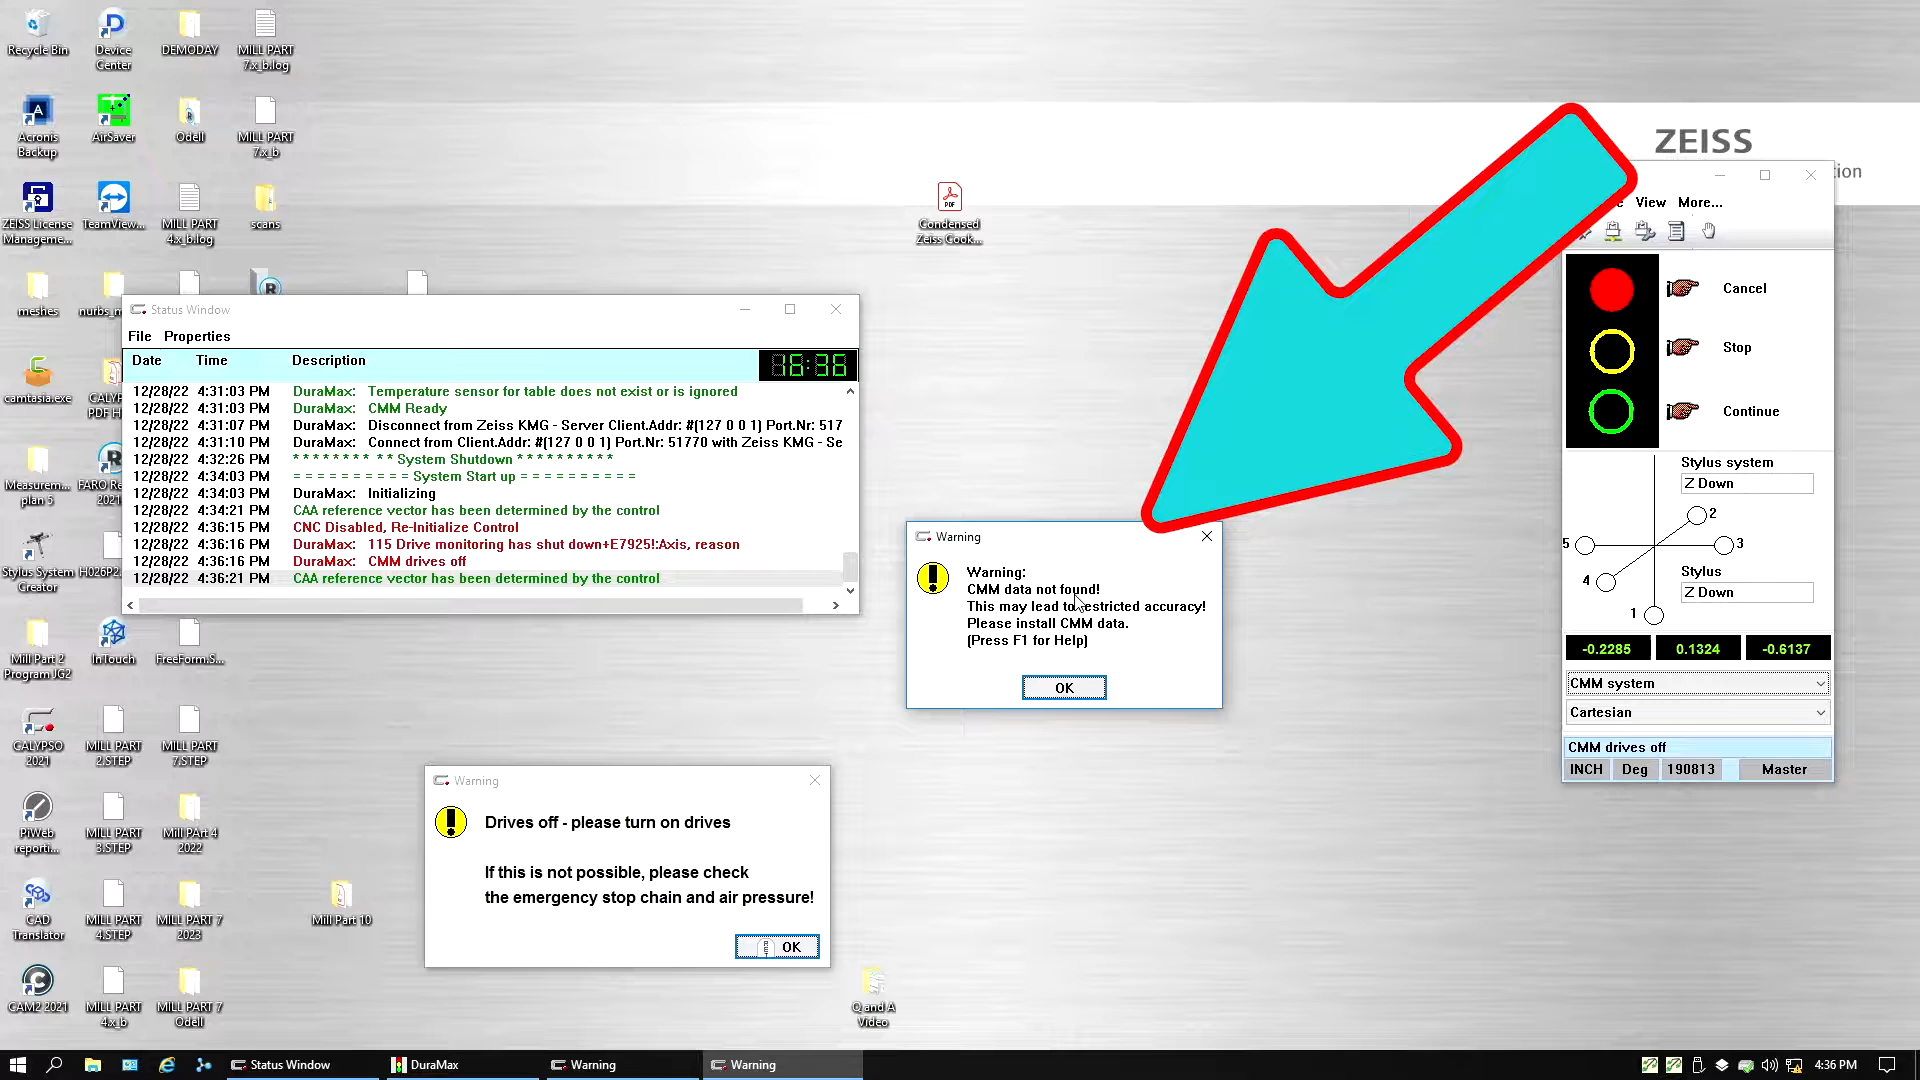 Recycle Bin
Device
Center
DEMODAY
MILL PART
7.x_b.log
Acronis
Backup
AirSaver
Odell
MILL PART
7.x_b
ZEISS License
Manageme...
TeamView...
MILL PART
4.x_b.log
scans
Condensed
Zeiss Cook...
meshes
ZEISS
View More...
Cancel
Stop
Continue
Status Window
File Properties
Date Time Description
16:36
12/28/22 4:31:03 PM DuraMax: Temperature sensor for table does not exist or is ignored
12/28/22 4:31:03 PM DuraMax: CMM Ready
12/28/22 4:31:07 PM DuraMax: Disconnect from Zeiss KMG - Server Client.Addr: #(127 0 0 1) Port.Nr: 517
12/28/22 4:31:10 PM DuraMax: Connect from Client.Addr: #(127 0 0 1) Port.Nr: 51770 with Zeiss KMG - Se
12/28/22 4:32:26 PM * * * * * * * * * * System Shutdown * * * * * * * * * *
12/28/22 4:34:03 PM = = = = = = = = = = System Start up = = = = = = = = = =
12/28/22 4:34:03 PM DuraMax: Initializing
12/28/22 4:34:21 PM CAA reference vector has been determined by the control
12/28/22 4:36:15 PM CNC Disabled, Re-Initialize Control
12/28/22 4:36:16 PM DuraMax: 115 Drive monitoring has shut down+E7925!:Axis, reason
12/28/22 4:36:16 PM DuraMax: CMM drives off
12/28/22 4:36:21 PM CAA reference vector has been determined by the control
camtasia.exe
Measurem...
plan 5
FARO Re
2021
Stylus System
Creator
Mill Part 2
Program JG2
InTouch
FreeForm.S...
CALYPSO
2021
MILL PART
2.STEP
MILL PART
7.STEP
PiWeb
reporti...
MILL PART
3.STEP
Mill PArt 4
2022
CAD
Translator
MILL PART
4.STEP
MILL PART 7
2023
Mill Part 10
CAM2 2021
MILL PART
4.x_b
MILL PART 7
Odell
Q and A
Video
Warning
Warning:
CMM data not found!
This may lead to restricted accuracy!
Please install CMM data.
(Press F1 for Help)
OK
Warning
Drives off - please turn on drives
If this is not possible, please check
the emergency stop chain and air pressure!
OK
Stylus system
Z Down
2
5
3
4
1
Stylus
Z Down
-0.2285 0.1324 -0.6137
CMM system
Cartesian
CMM drives off
INCH Deg 190813 Master
Status Window DuraMax Warning Warning
4:36 PM